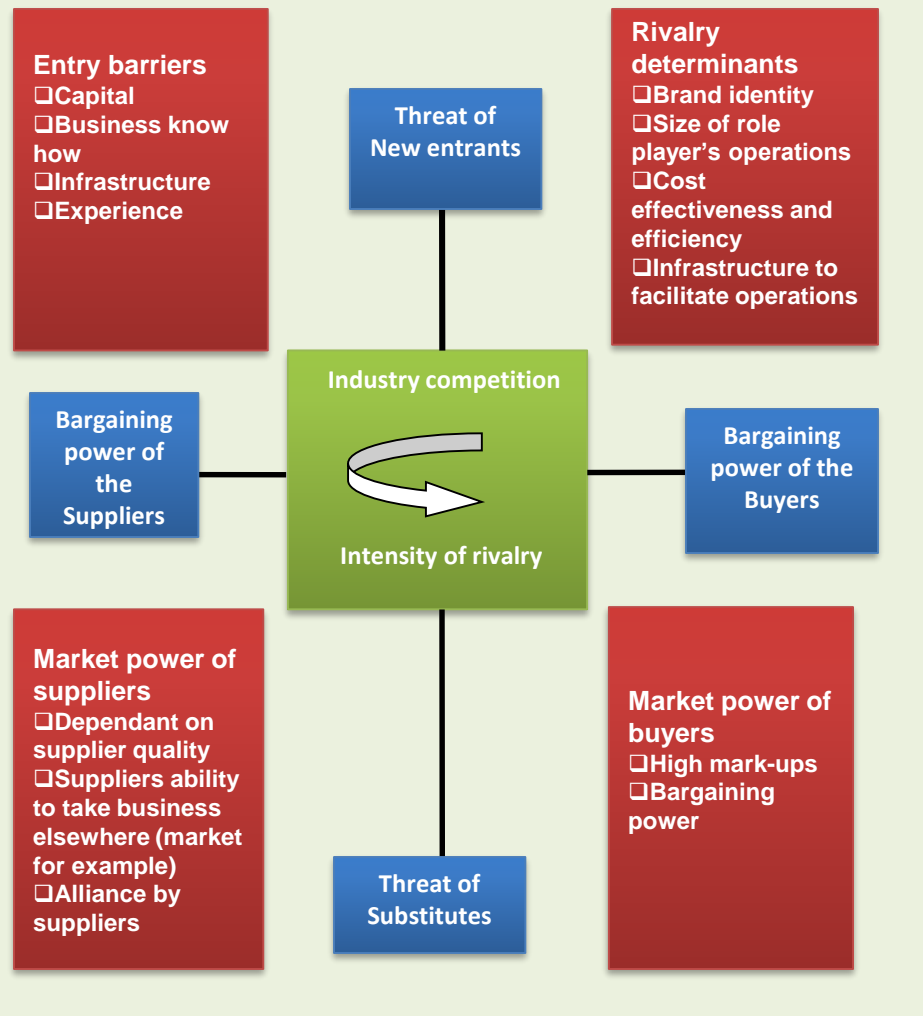 Entry barriers
❑Capital
❑Business know
how
❑Infrastructure
❑Experience
Threat of
New entrants
Rivalry
determinants
❑Brand identity
❑Size of role
player’s operations
❑Cost
effectiveness and
efficiency
❑Infrastructure to
facilitate operations
Bargaining
power of
the
Suppliers
Industry competition
Intensity of rivalry
Bargaining
power of the
Buyers
Market power of
suppliers
❑Dependant on
supplier quality
❑Suppliers ability
to take business
elsewhere (market
for example)
❑Alliance by
suppliers
Threat of
Substitutes
Market power of
buyers
❑High mark-ups
❑Bargaining
power